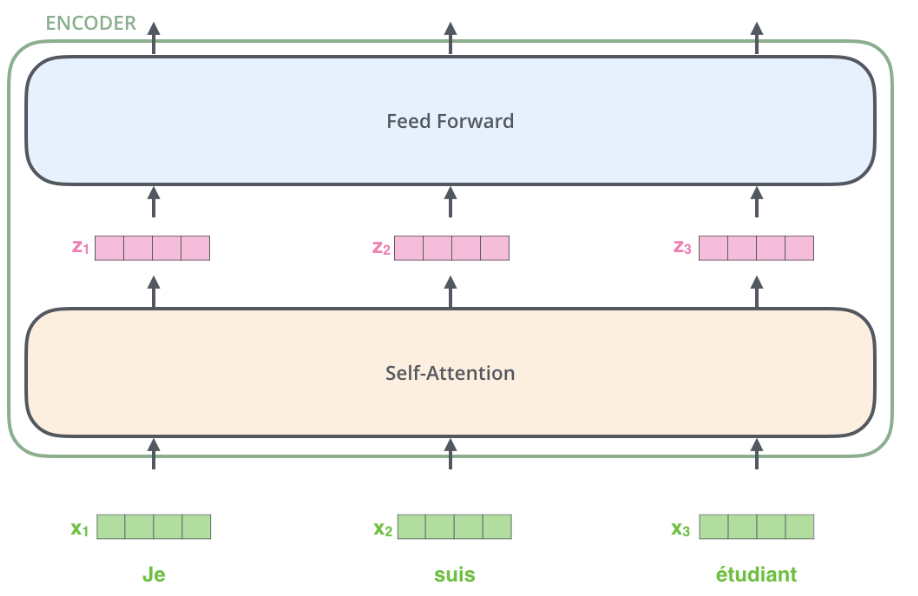 ENCODER
Feed Forward
z₁ z₂ z₃
Self-Attention
x₁ x₂ x₃
Je suis étudiant